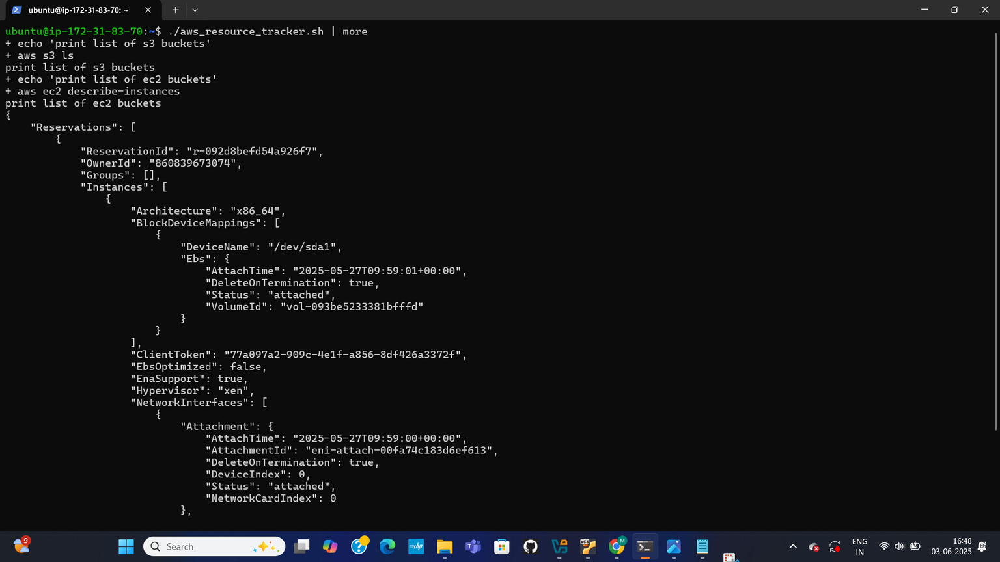 ubuntu@ip-172-31-83-70: ~
ubuntu@ip-172-31-83-70:~$ ./aws_resource_tracker.sh | more
+ echo 'print list of s3 buckets'
+ aws s3 ls
print list of s3 buckets
+ echo 'print list of ec2 buckets'
+ aws ec2 describe-instances
print list of ec2 buckets
{
    "Reservations": [
        {
            "ReservationId": "r-092d8befd54a926f7",
            "OwnerId": "860839673074",
            "Groups": [],
            "Instances": [
                {
                    "Architecture": "x86_64",
                    "BlockDeviceMappings": [
                        {
                            "DeviceName": "/dev/sda1",
                            "Ebs": {
                                "AttachTime": "2025-05-27T09:59:01+00:00",
                                "DeleteOnTermination": true,
                                "Status": "attached",
                                "VolumeId": "vol-093be5233381bfffd"
                            }
                        }
                    ],
                    "ClientToken": "77a097a2-909c-4e1f-a856-8df426a3372f",
                    "EbsOptimized": false,
                    "EnaSupport": true,
                    "Hypervisor": "xen",
                    "NetworkInterfaces": [
                        {
                            "Attachment": {
                                "AttachTime": "2025-05-27T09:59:00+00:00",
                                "AttachmentId": "eni-attach-00fa74c183d6ef613",
                                "DeleteOnTermination": true,
                                "DeviceIndex": 0,
                                "Status": "attached",
                                "NetworkCardIndex": 0
                            },
9
Search
myhp
X64
M
ENG
IN
16:48
03-06-2025